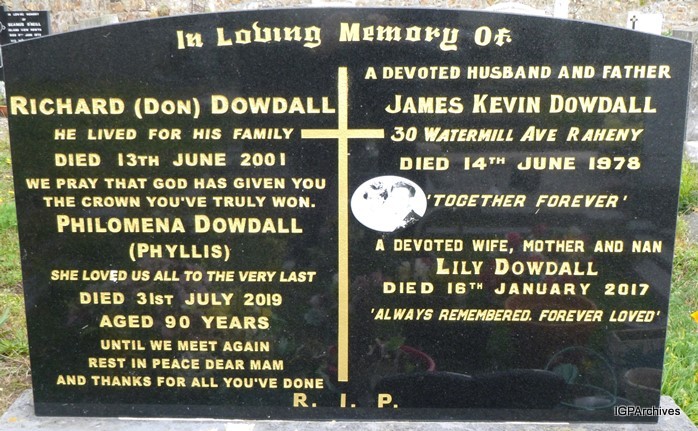 In Loving Memory Of
RICHARD (DON) DOWDALL
HE LIVED FOR HIS FAMILY
DIED 13TH JUNE 2001
WE PRAY THAT GOD HAS GIVEN YOU
THE CROWN YOU'VE TRULY WON.
PHILOMENA DOWDALL
(PHYLLIS)
SHE LOVED US ALL TO THE VERY LAST
DIED 31ST JULY 2019
AGED 90 YEARS
UNTIL WE MEET AGAIN
REST IN PEACE DEAR MAM
AND THANKS FOR ALL YOU'VE DONE
A DEVOTED HUSBAND AND FATHER
JAMES KEVIN DOWDALL
30 WATERMILL AVE RAHENY
DIED 14TH JUNE 1978
'TOGETHER FOREVER'
A DEVOTED WIFE, MOTHER AND NAN
LILY DOWDALL
DIED 16TH JANUARY 2017
'ALWAYS REMEMBERED. FOREVER LOVED'
R. I. P.
IGPArchives